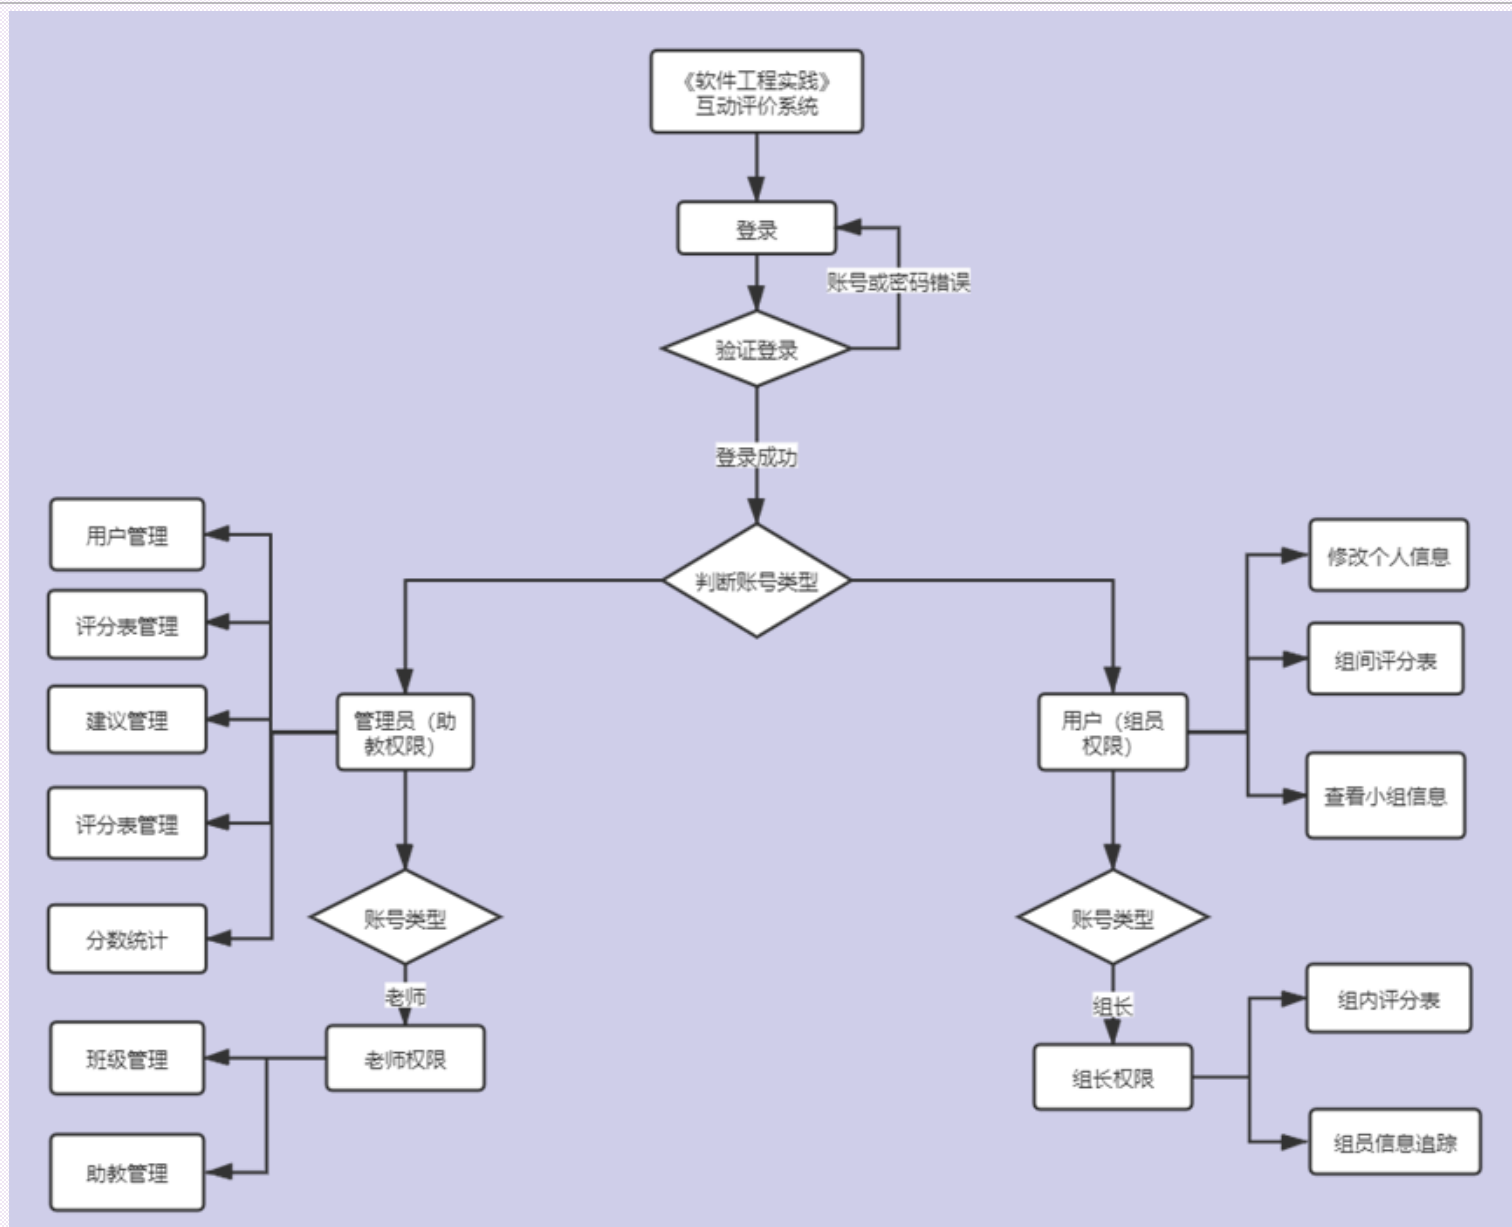 《软件工程实践》
互动评价系统
登录
账号或密码错误
验证登录
登录成功
判断账号类型
用户管理
评分表管理
建议管理
评分表管理
分数统计
管理员（助
教权限）
账号类型
老师
老师权限
班级管理
助教管理
用户（组员
权限）
修改个人信息
组间评分表
查看小组信息
账号类型
组长
组长权限
组内评分表
组员信息追踪